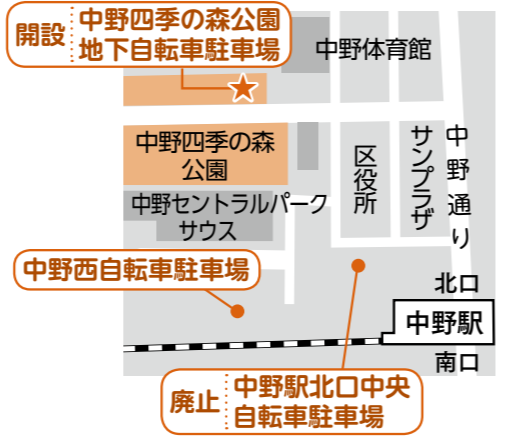 開設
中野四季の森公園
地下自転車駐車場
中野体育館
中野四季の森
公園
区役所
サンプラザ
中野通り
中野セントラルパーク
サウス
中野西自転車駐車場
北口
中野駅
南口
廃止
中野駅北口中央
自転車駐車場